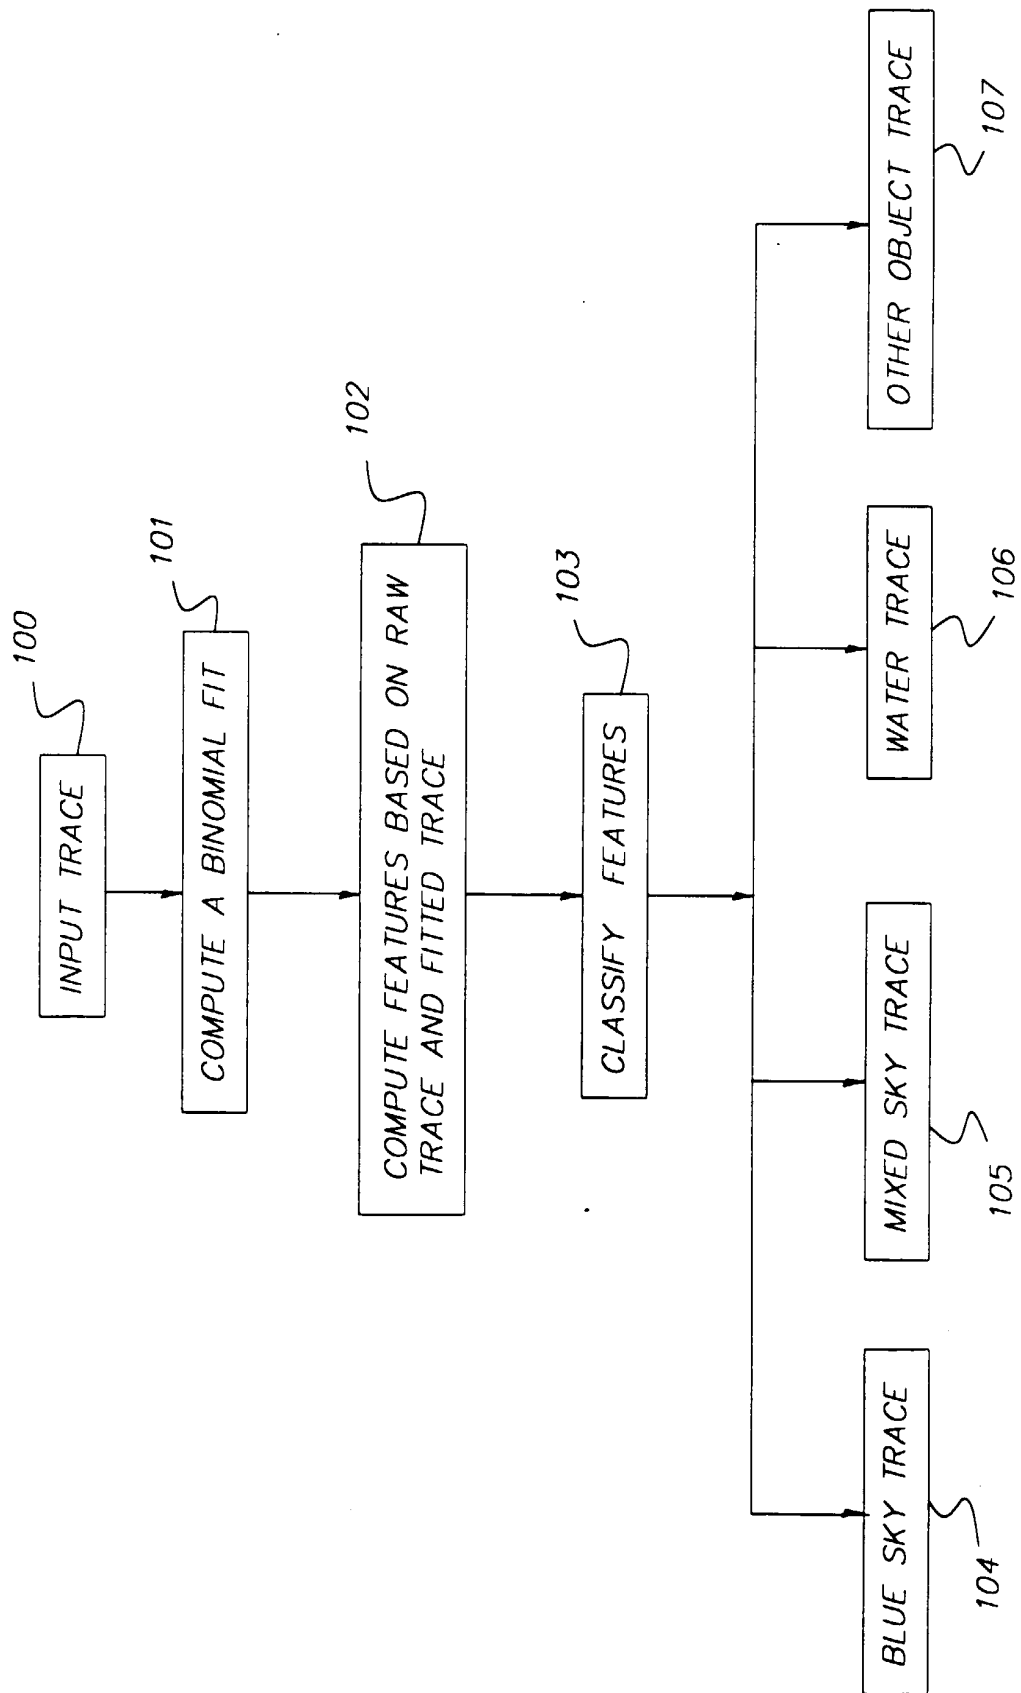 INPUT TRACE
100
COMPUTE A BINOMIAL FIT
101
COMPUTE FEATURES BASED ON RAW
TRACE AND FITTED TRACE
102
CLASSIFY FEATURES
103
BLUE SKY TRACE
104
MIXED SKY TRACE
105
WATER TRACE
106
OTHER OBJECT TRACE
107